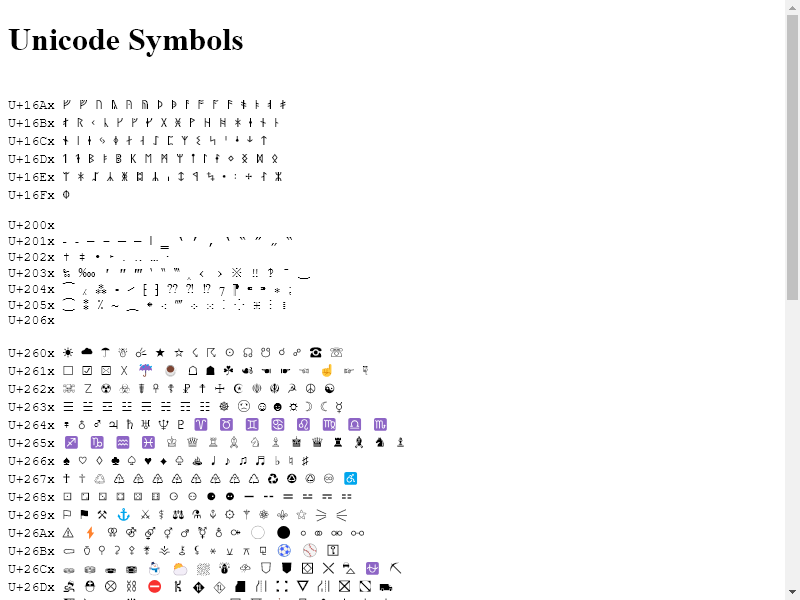 Unicode Symbols
U+16Ax ᚠ ᚡ ᚢ ᚣ ᚤ ᚥ ᚦ ᚧ ᚨ ᚩ ᚪ ᚫ ᚬ ᚭ ᚮ ᚯ
U+16Bx ᚰ ᚱ ᚲ ᚳ ᚴ ᚵ ᚶ ᚷ ᚸ ᚹ ᚺ ᚻ ᚼ ᚽ ᚾ ᚿ
U+16Cx ᛀ ᛁ ᛂ ᛃ ᛄ ᛅ ᛆ ᛇ ᛈ ᛉ ᛊ ᛋ ᛌ ᛍ ᛎ ᛏ
U+16Dx ᛐ ᛑ ᛒ ᛓ ᛔ ᛕ ᛖ ᛗ ᛘ ᛙ ᛚ ᛛ ᛜ ᛝ ᛞ ᛟ
U+16Ex ᛠ ᛡ ᛢ ᛣ ᛤ ᛥ ᛦ ᛧ ᛨ ᛩ ᛪ ᛫ ᛬ ᛭ ᛮ ᛯ
U+16Fx ᛰ
U+200x
U+201x ‐ ‑ ‒ – — ― ‖ ‗ ‘ ’ ‚ ‛ “ ” „ ‟
U+202x † ‡ • ‣ ․ ‥ … ‧
U+203x ‰ ‱ ′ ″ ‴ ‵ ‶ ‷ ‸ ‹ › ※ ‼ ‽ ‾ ‿
U+204x ⁀ ⁁ ⁂ ⁃ ⁄ ⁅ ⁆ ⁇ ⁈ ⁉ ⁊ ⁋ ⁌ ⁍ ⁎ ⁏
U+205x ⁐ ⁑ ⁒ ⁓ ⁔ ⁕ ⁖ ⁗ ⁘ ⁙ ⁚ ⁛ ⁜ ⁝ ⁞
U+206x
U+260x ☀ ☁ ☂ ☃ ☄ ★ ☆ ☇ ☈ ☉ ☊ ☋ ☌ ☍ ☎ ☏
U+261x ☐ ☑ ☒ ☓ ☔ ☕ ☖ ☗ ☘ ☙ ☚ ☛ ☜ ☝ ☞ ☟
U+262x ☠ ☡ ☢ ☣ ☤ ☥ ☦ ☧ ☨ ☩ ☪ ☫ ☬ ☭ ☮ ☯
U+263x ☰ ☱ ☲ ☳ ☴ ☵ ☶ ☷ ☸ ☹ ☺ ☻ ☼ ☽ ☾ ☿
U+264x ♀ ♁ ♂ ♃ ♄ ♅ ♆ ♇ ♈ ♉ ♊ ♋ ♌ ♍ ♎ ♏
U+265x ♐ ♑ ♒ ♓ ♔ ♕ ♖ ♗ ♘ ♙ ♚ ♛ ♜ ♝ ♞ ♟
U+266x ♠ ♡ ♢ ♣ ♤ ♥ ♦ ♧ ♨ ♩ ♪ ♫ ♬ ♭ ♮ ♯
U+267x ♰ ♱ ♲ ♳ ♴ ♵ ♶ ♷ ♸ ♹ ♺ ♻ ♼ ♽ ♾ ♿
U+268x ⚀ ⚁ ⚂ ⚃ ⚄ ⚅ ⚆ ⚇ ⚈ ⚉ ⚊ ⚋ ⚌ ⚍ ⚎ ⚏
U+269x ⚐ ⚑ ⚒ ⚓ ⚔ ⚕ ⚖ ⚗ ⚘ ⚙ ⚚ ⚛ ⚜ ⚝ ⚞ ⚟
U+26Ax ⚠ ⚡ ⚢ ⚣ ⚤ ⚥ ⚦ ⚧ ⚨ ⚩ ⚪ ⚫ ⚬ ⚭ ⚮ ⚯
U+26Bx ⚰ ⚱ ⚲ ⚳ ⚴ ⚵ ⚶ ⚷ ⚸ ⚹ ⚺ ⚻ ⚼ ⚽ ⚾ ⚿
U+26Cx ⛀ ⛁ ⛂ ⛃ ⛄ ⛅ ⛆ ⛇ ⛈ ⛉ ⛊ ⛋ ⛌ ⛍ ⛎ ⛏
U+26Dx ⛐ ⛑ ⛒ ⛓ ⛔ ⛕ ⛖ ⛗ ⛘ ⛙ ⛚ ⛛ ⛜ ⛝ ⛞ ⛟